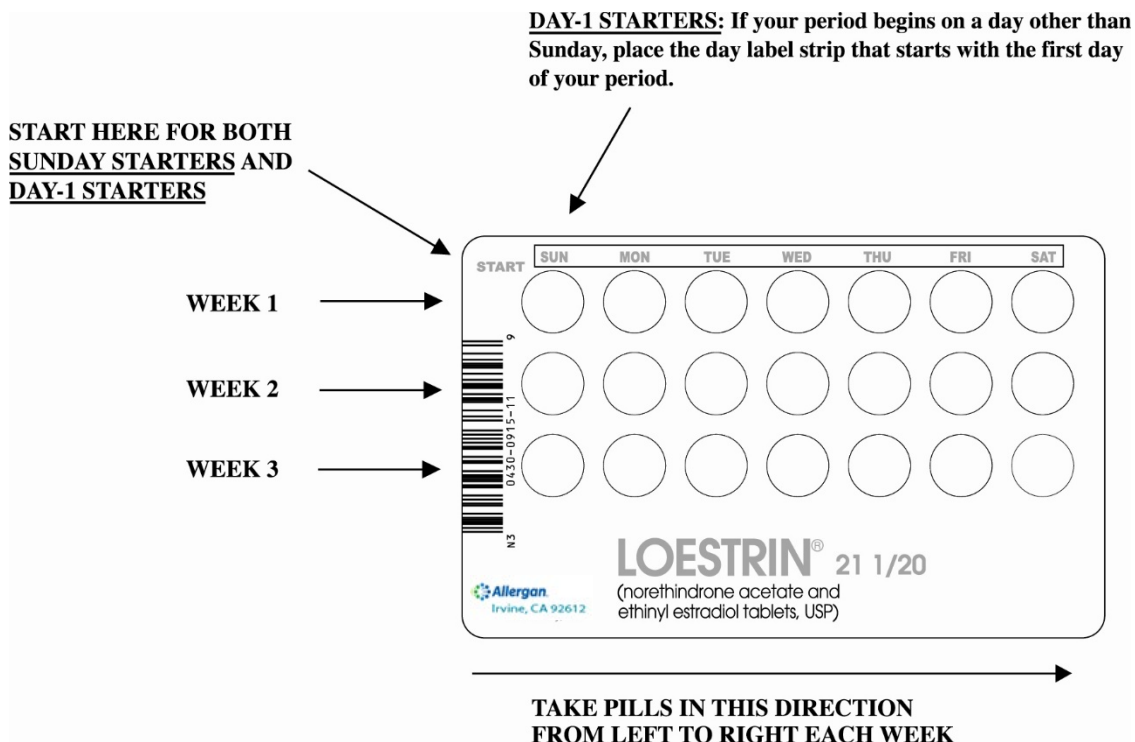 DAY-1 STARTERS: If your period begins on a day other than
Sunday, place the day label strip that starts with the first day
of your period.
START HERE FOR BOTH
SUNDAY STARTERS AND
DAY-1 STARTERS
START SUN MON TUE WED THU FRI SAT
WEEK 1
WEEK 2
WEEK 3
N3 0430-0915-11 9
LOESTRIN® 21 1/20
(norethindrone acetate and
ethinyl estradiol tablets, USP)
Allergan
Irvine, CA 92612
TAKE PILLS IN THIS DIRECTION
FROM LEFT TO RIGHT EACH WEEK